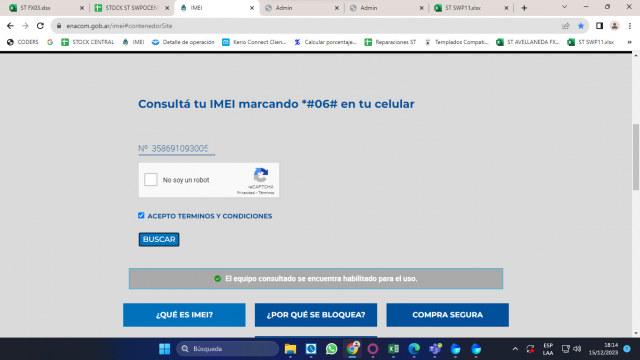 ST FX03.xlsx
STOCK ST SWPOCEN
IMEI
Admin
Admin
ST SWP11.xlsx
enacom.gob.ar/imei#contenedorSite
CODERS
G
STOCK CENTRAL
IMEI
Detalle de operación
Kerio Connect Clien...
Calcular porcentaje...
Reparaciones ST
Templados Compati...
ST AVELLANEDA FX...
ST SWP11.xlsx
Consultá tu IMEI marcando *#06# en tu celular
Nº 358691093005
No soy un robot
reCAPTCHA
Privacidad - Términos
ACEPTO TERMINOS Y CONDICIONES
BUSCAR
El equipo consultado se encuentra habilitado para el uso.
¿QUÉ ES IMEI?
¿POR QUÉ SE BLOQUEA?
COMPRA SEGURA
Búsqueda
ESP
LAA
18:14
15/12/2023